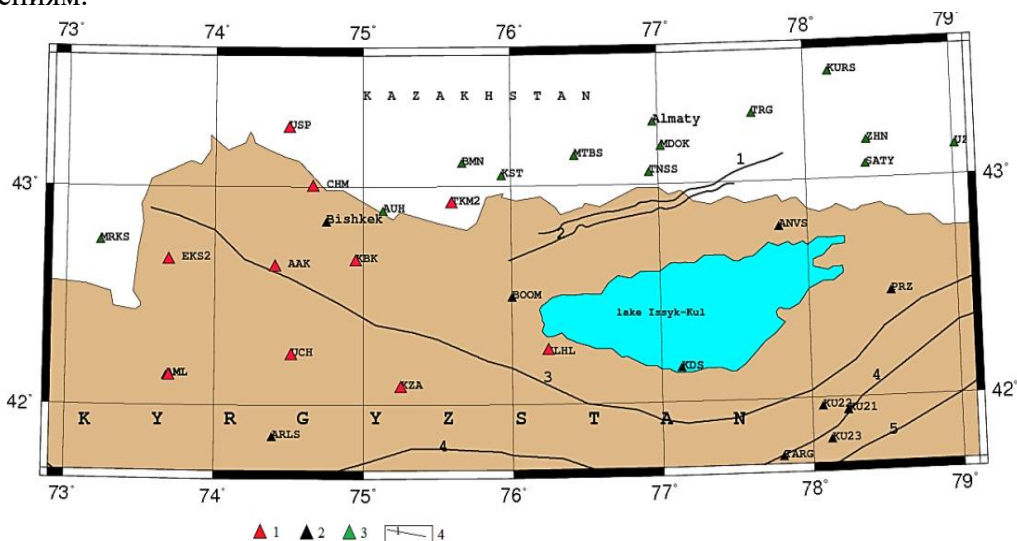 ениям.
73° 74° 75° 76° 77° 78° 79°
KURS
K A Z A K H S T A N
TRG
USP Almaty
ZHN UZ
MDOK
MTBS 1
BMN SATY
KST TNSS
43° 43°
CHM
TKM2
AUH
Bishkek
2 ANVS
MRKS
EKS2 AAK KBK
BOOM PRZ
lake Issyk-Kul
UCH LHL
KDS
AML KZA 3 4
42° 42°
K Y R G Y Z S T A N
KU22 KU21
ARLS 4 KU23 5
TARG
73° 74° 75° 76° 77° 78° 79°
1 2 3 1 4